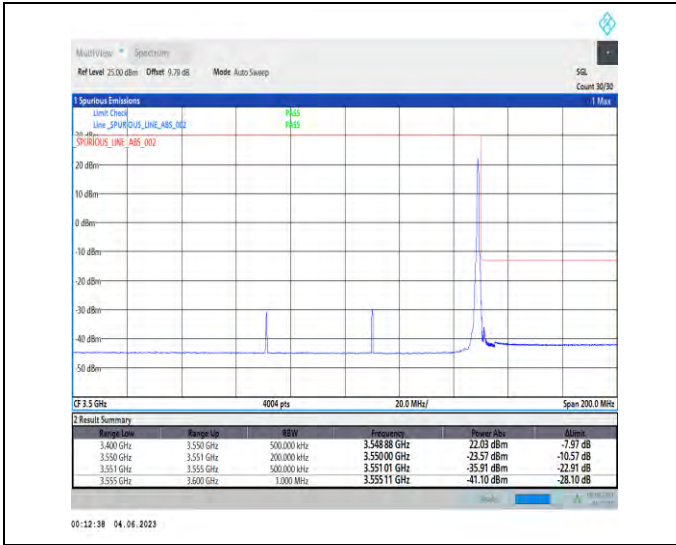 MultiView Spectrum
Ref Level 25.00 dBm Offset 9.79 dB Mode Auto Sweep SGL
Count 30/30
1 Spurious Emissions 1 Max
Limit Check PASS
Line _SPURIOUS_LINE_ABS_002 PASS
_SPURIOUS_LINE_ABS_002
20 dBm
10 dBm
0 dBm
-10 dBm
-20 dBm
-30 dBm
-40 dBm
-50 dBm
CF 3.5 GHz 4004 pts 20.0 MHz/ Span 200.0 MHz
2 Result Summary
Range Low Range Up RBW Frequency Power Abs ΔLimit
3.400 GHz 3.550 GHz 500.000 kHz 3.548 88 GHz 22.03 dBm -7.97 dB
3.550 GHz 3.551 GHz 200.000 kHz 3.550 00 GHz -23.57 dBm -10.57 dB
3.551 GHz 3.555 GHz 500.000 kHz 3.551 01 GHz -35.91 dBm -22.91 dB
3.555 GHz 3.600 GHz 1.000 MHz 3.555 11 GHz -41.10 dBm -28.10 dB
00:12:38 04.06.2023